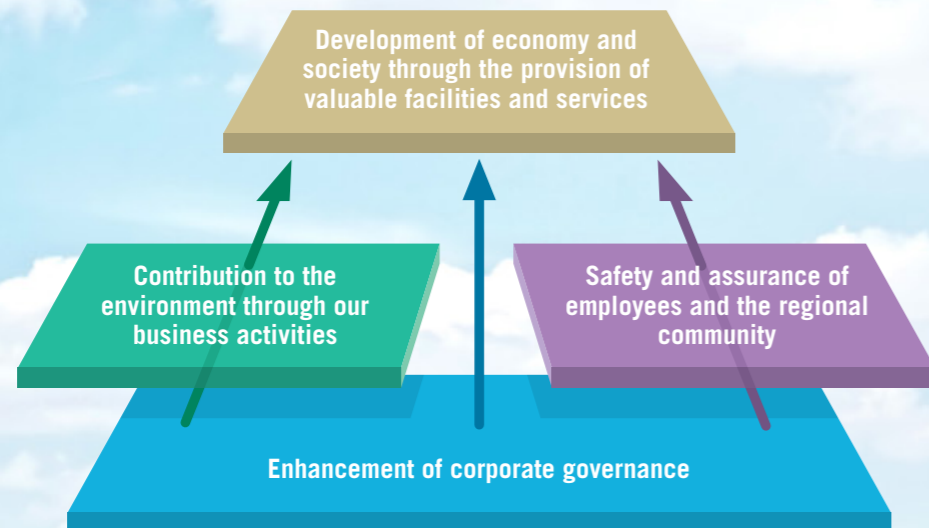 Development of economy and
society through the provision of
valuable facilities and services
Contribution to the
environment through our
business activities
Safety and assurance of
employees and the regional
community
Enhancement of corporate governance